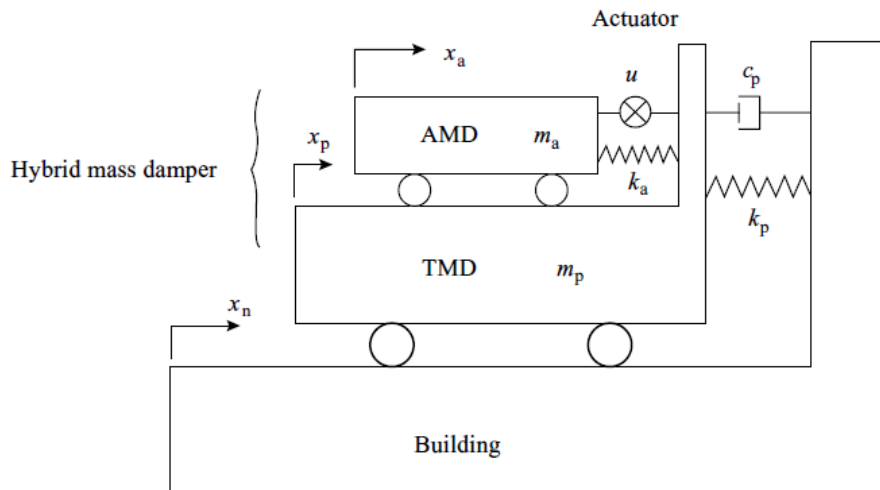 Actuator
x_a
u
c_p
AMD m_a
x_p
Hybrid mass damper
k_a
k_p
TMD m_p
x_n
Building